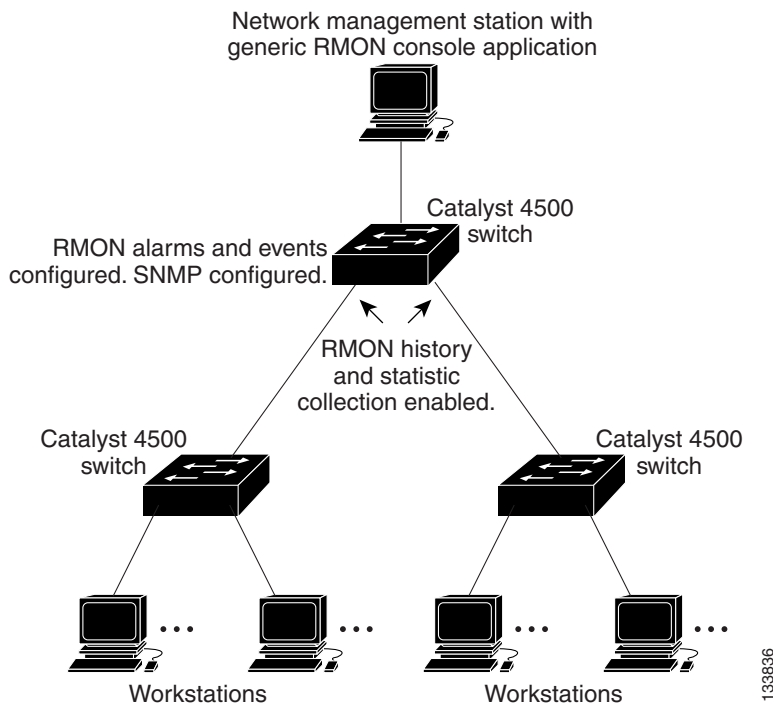 Network management station with
generic RMON console application
Catalyst 4500
switch
RMON alarms and events
configured. SNMP configured.
RMON history
and statistic
collection enabled.
Catalyst 4500
switch
Catalyst 4500
switch
Workstations
Workstations
133836